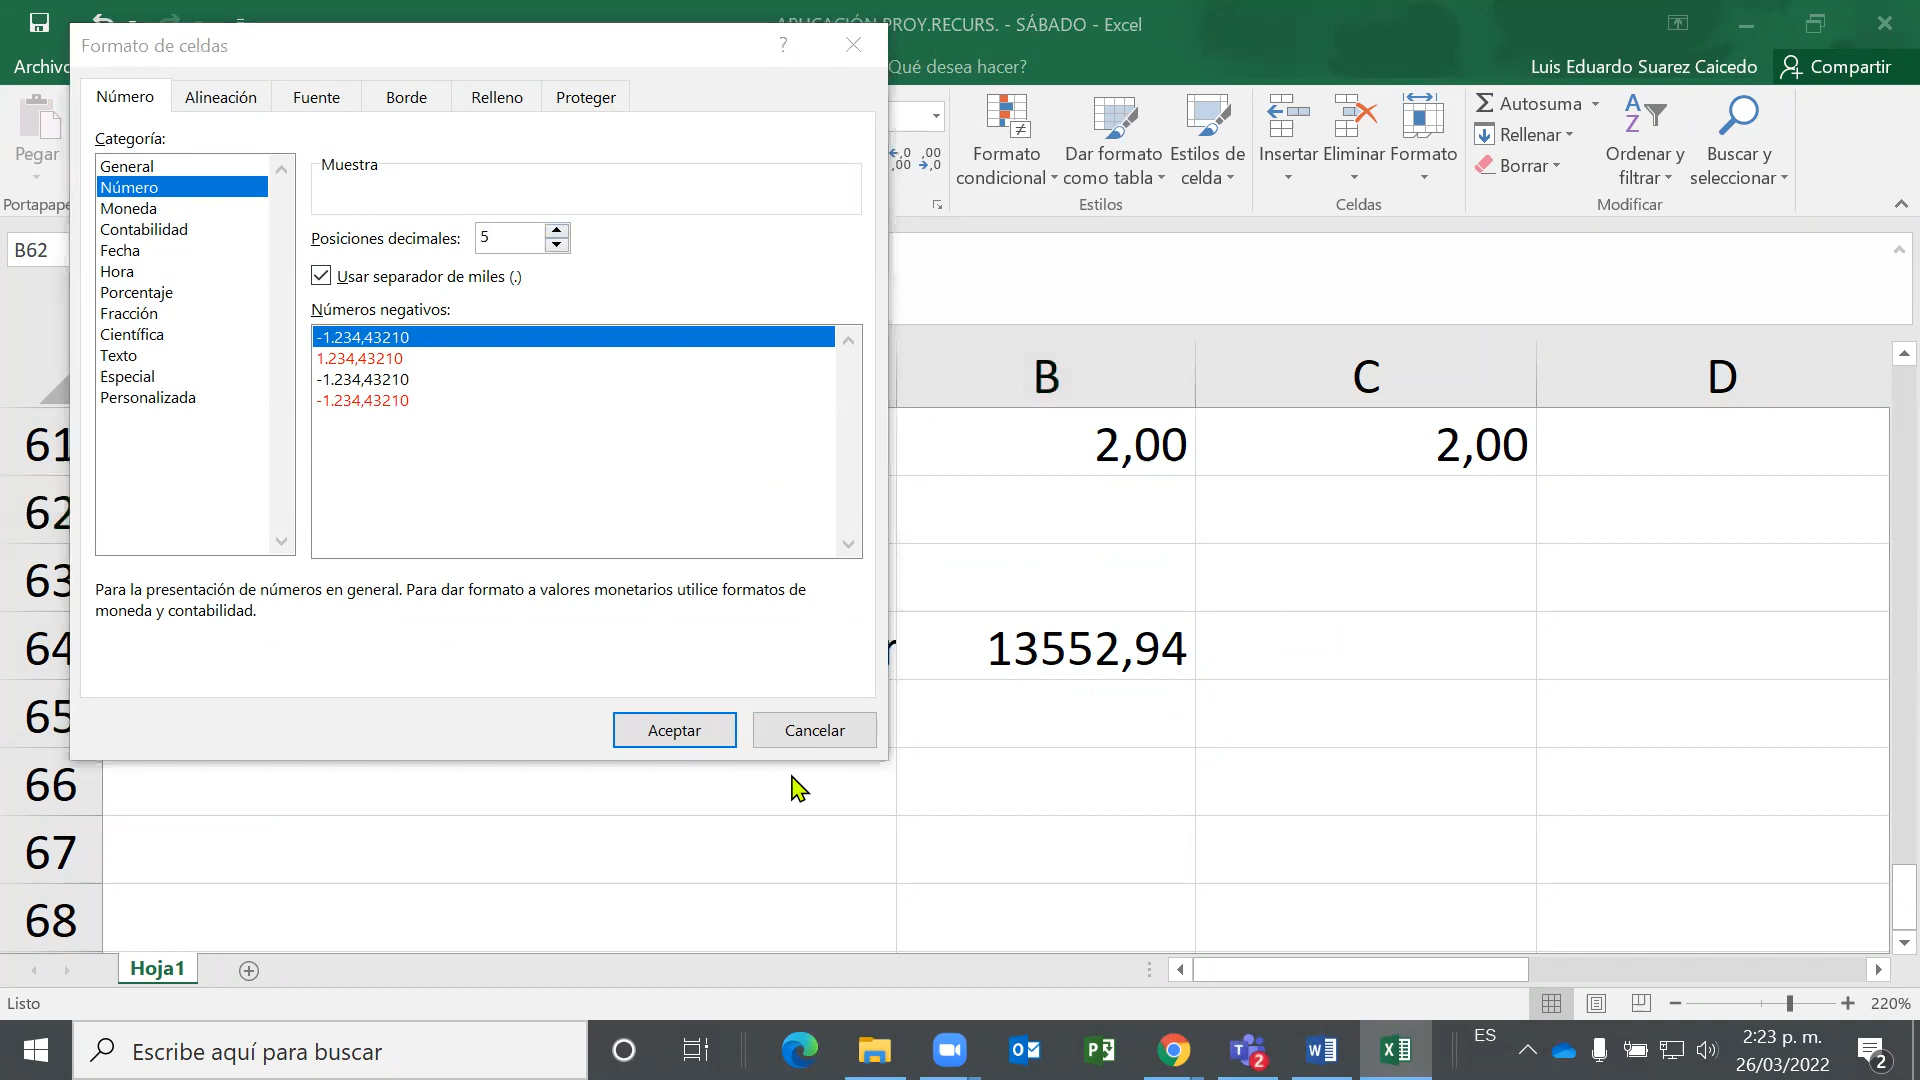 APLICACIÓN PROY.RECURS. - SÁBADO - Excel
Formato de celdas
?
Archivo
Qué desea hacer?
Luis Eduardo Suarez Caicedo
Compartir
Número
Alineación
Fuente
Borde
Relleno
Proteger
Categoría:
General
Número
Moneda
Contabilidad
Fecha
Hora
Porcentaje
Fracción
Científica
Texto
Especial
Personalizada
Muestra
Posiciones decimales:
5
Usar separador de miles (.)
Números negativos:
-1.234,43210
1.234,43210
-1.234,43210
-1.234,43210
Para la presentación de números en general. Para dar formato a valores monetarios utilice formatos de
moneda y contabilidad.
Aceptar
Cancelar
Pegar
Portapape
Formato
condicional
Dar formato
como tabla
Estilos de
celda
Estilos
Insertar
Eliminar
Formato
Celdas
Autosuma
Rellenar
Borrar
Ordenar y
filtrar
Buscar y
seleccionar
Modificar
B62
B
C
D
61
2,00
2,00
62
63
64
13552,94
65
66
67
68
Hoja1
Listo
220%
Escribe aquí para buscar
2
ES
2:23 p. m.
26/03/2022
2